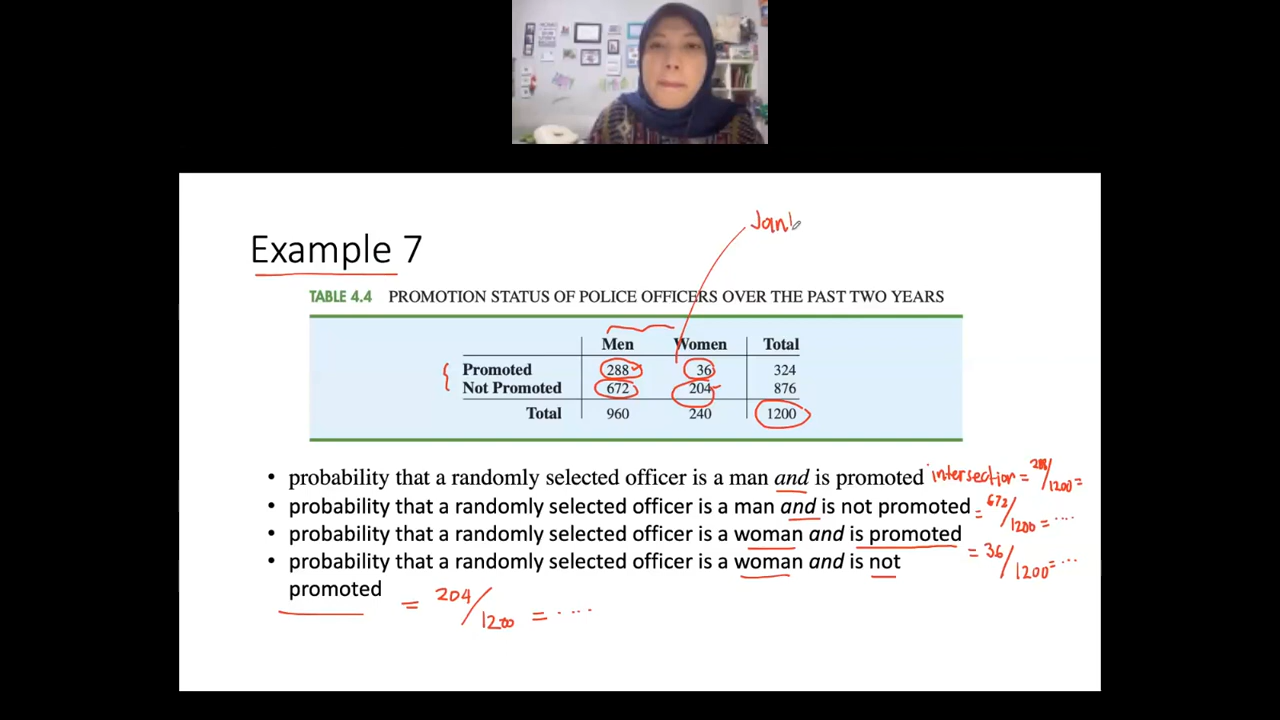 Example 7
TABLE 4.4 PROMOTION STATUS OF POLICE OFFICERS OVER THE PAST TWO YEARS
Men Women Total
Promoted 288 36 324
Not Promoted 672 204 876
Total 960 240 1200
• probability that a randomly selected officer is a man and is promoted intersection = 288/1200 =
• probability that a randomly selected officer is a man and is not promoted = 672/1200 = ....
• probability that a randomly selected officer is a woman and is promoted = 36/1200 = ...
• probability that a randomly selected officer is a woman and is not
promoted = 204/1200 = ....